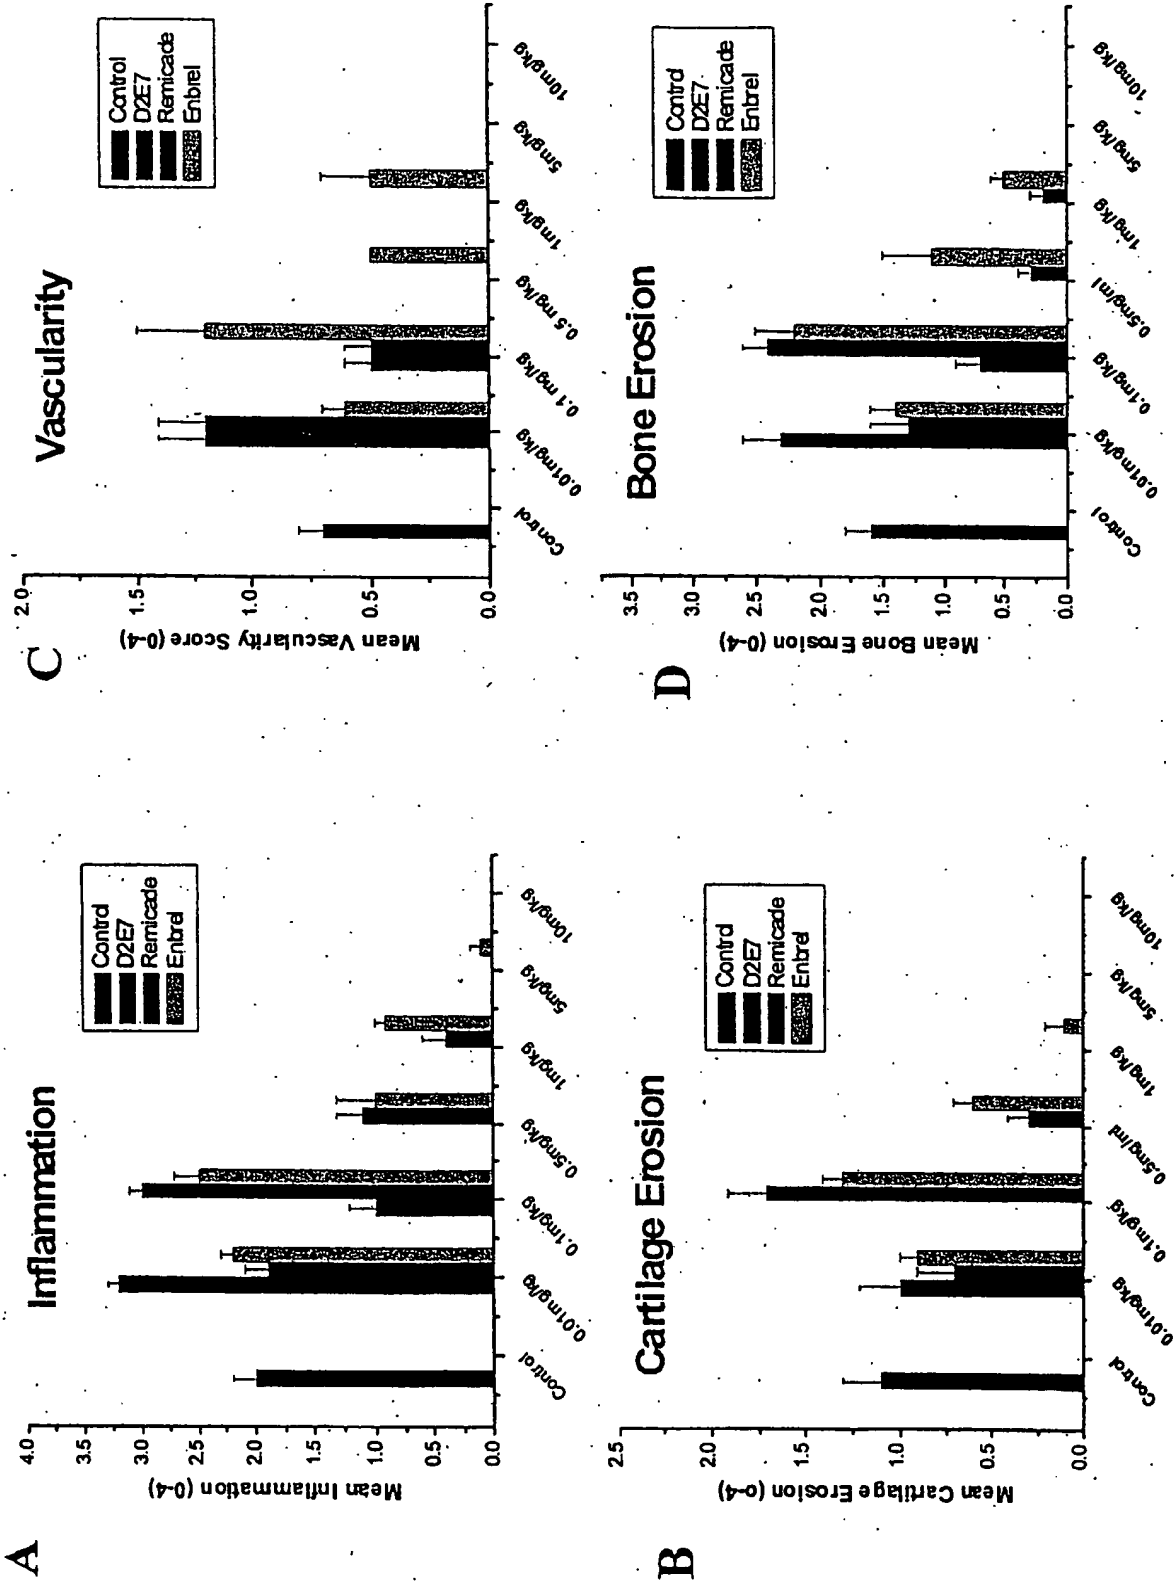 A
Inflammation
Mean Inflammation (0-4)
4.0
3.5
3.0
2.5
2.0
1.5
1.0
0.5
0.0
Control
0.01mg/kg
0.1mg/kg
0.5mg/kg
1mg/kg
5mg/kg
10mg/kg
Control
D2E7
Remicade
Enbrel
C
Vascularity
Mean Vascularity Score (0-4)
2.0
1.5
1.0
0.5
0.0
Control
0.01mg/kg
0.1 mg/kg
0.5 mg/kg
1mg/kg
5mg/kg
10mg/kg
Control
D2E7
Remicade
Enbrel
B
Cartilage Erosion
Mean Cartilage Erosion (o-4)
2.5
2.0
1.5
1.0
0.5
0.0
Control
0.01mg/kg
0.1mg/kg
0.5mg/ml
1mg/kg
5mg/kg
10mg/kg
Control
D2E7
Remicade
Enbrel
D
Bone Erosion
Mean Bone Erosion (0-4)
3.5
3.0
2.5
2.0
1.5
1.0
0.5
0.0
Control
0.01mg/kg
0.1mg/kg
0.5mg/ml
1mg/kg
5mg/kg
10mg/kg
Control
D2E7
Remicade
Enbrel